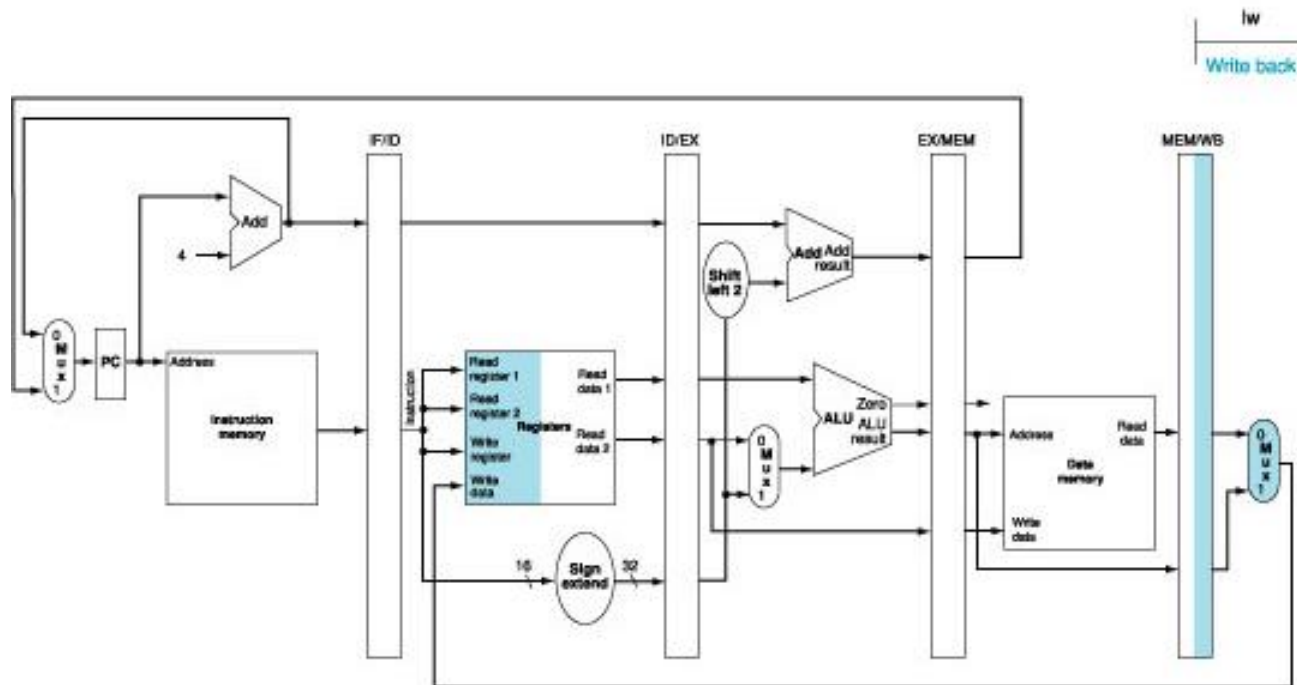 lw
Write back
IF/ID
ID/EX
EX/MEM
MEM/WB
Add
4
Shift
left 2
Add
Add
result
0
M
u
x
1
PC
Address
Instruction
memory
Instruction
Read
register 1
Read
register 2
Write
register
Write
data
Registers
Read
data 1
Read
data 2
16
Sign
extend
32
0
M
u
x
1
Zero
ALU
ALU
result
Address
Read
data
Data
memory
Write
data
0
M
u
x
1